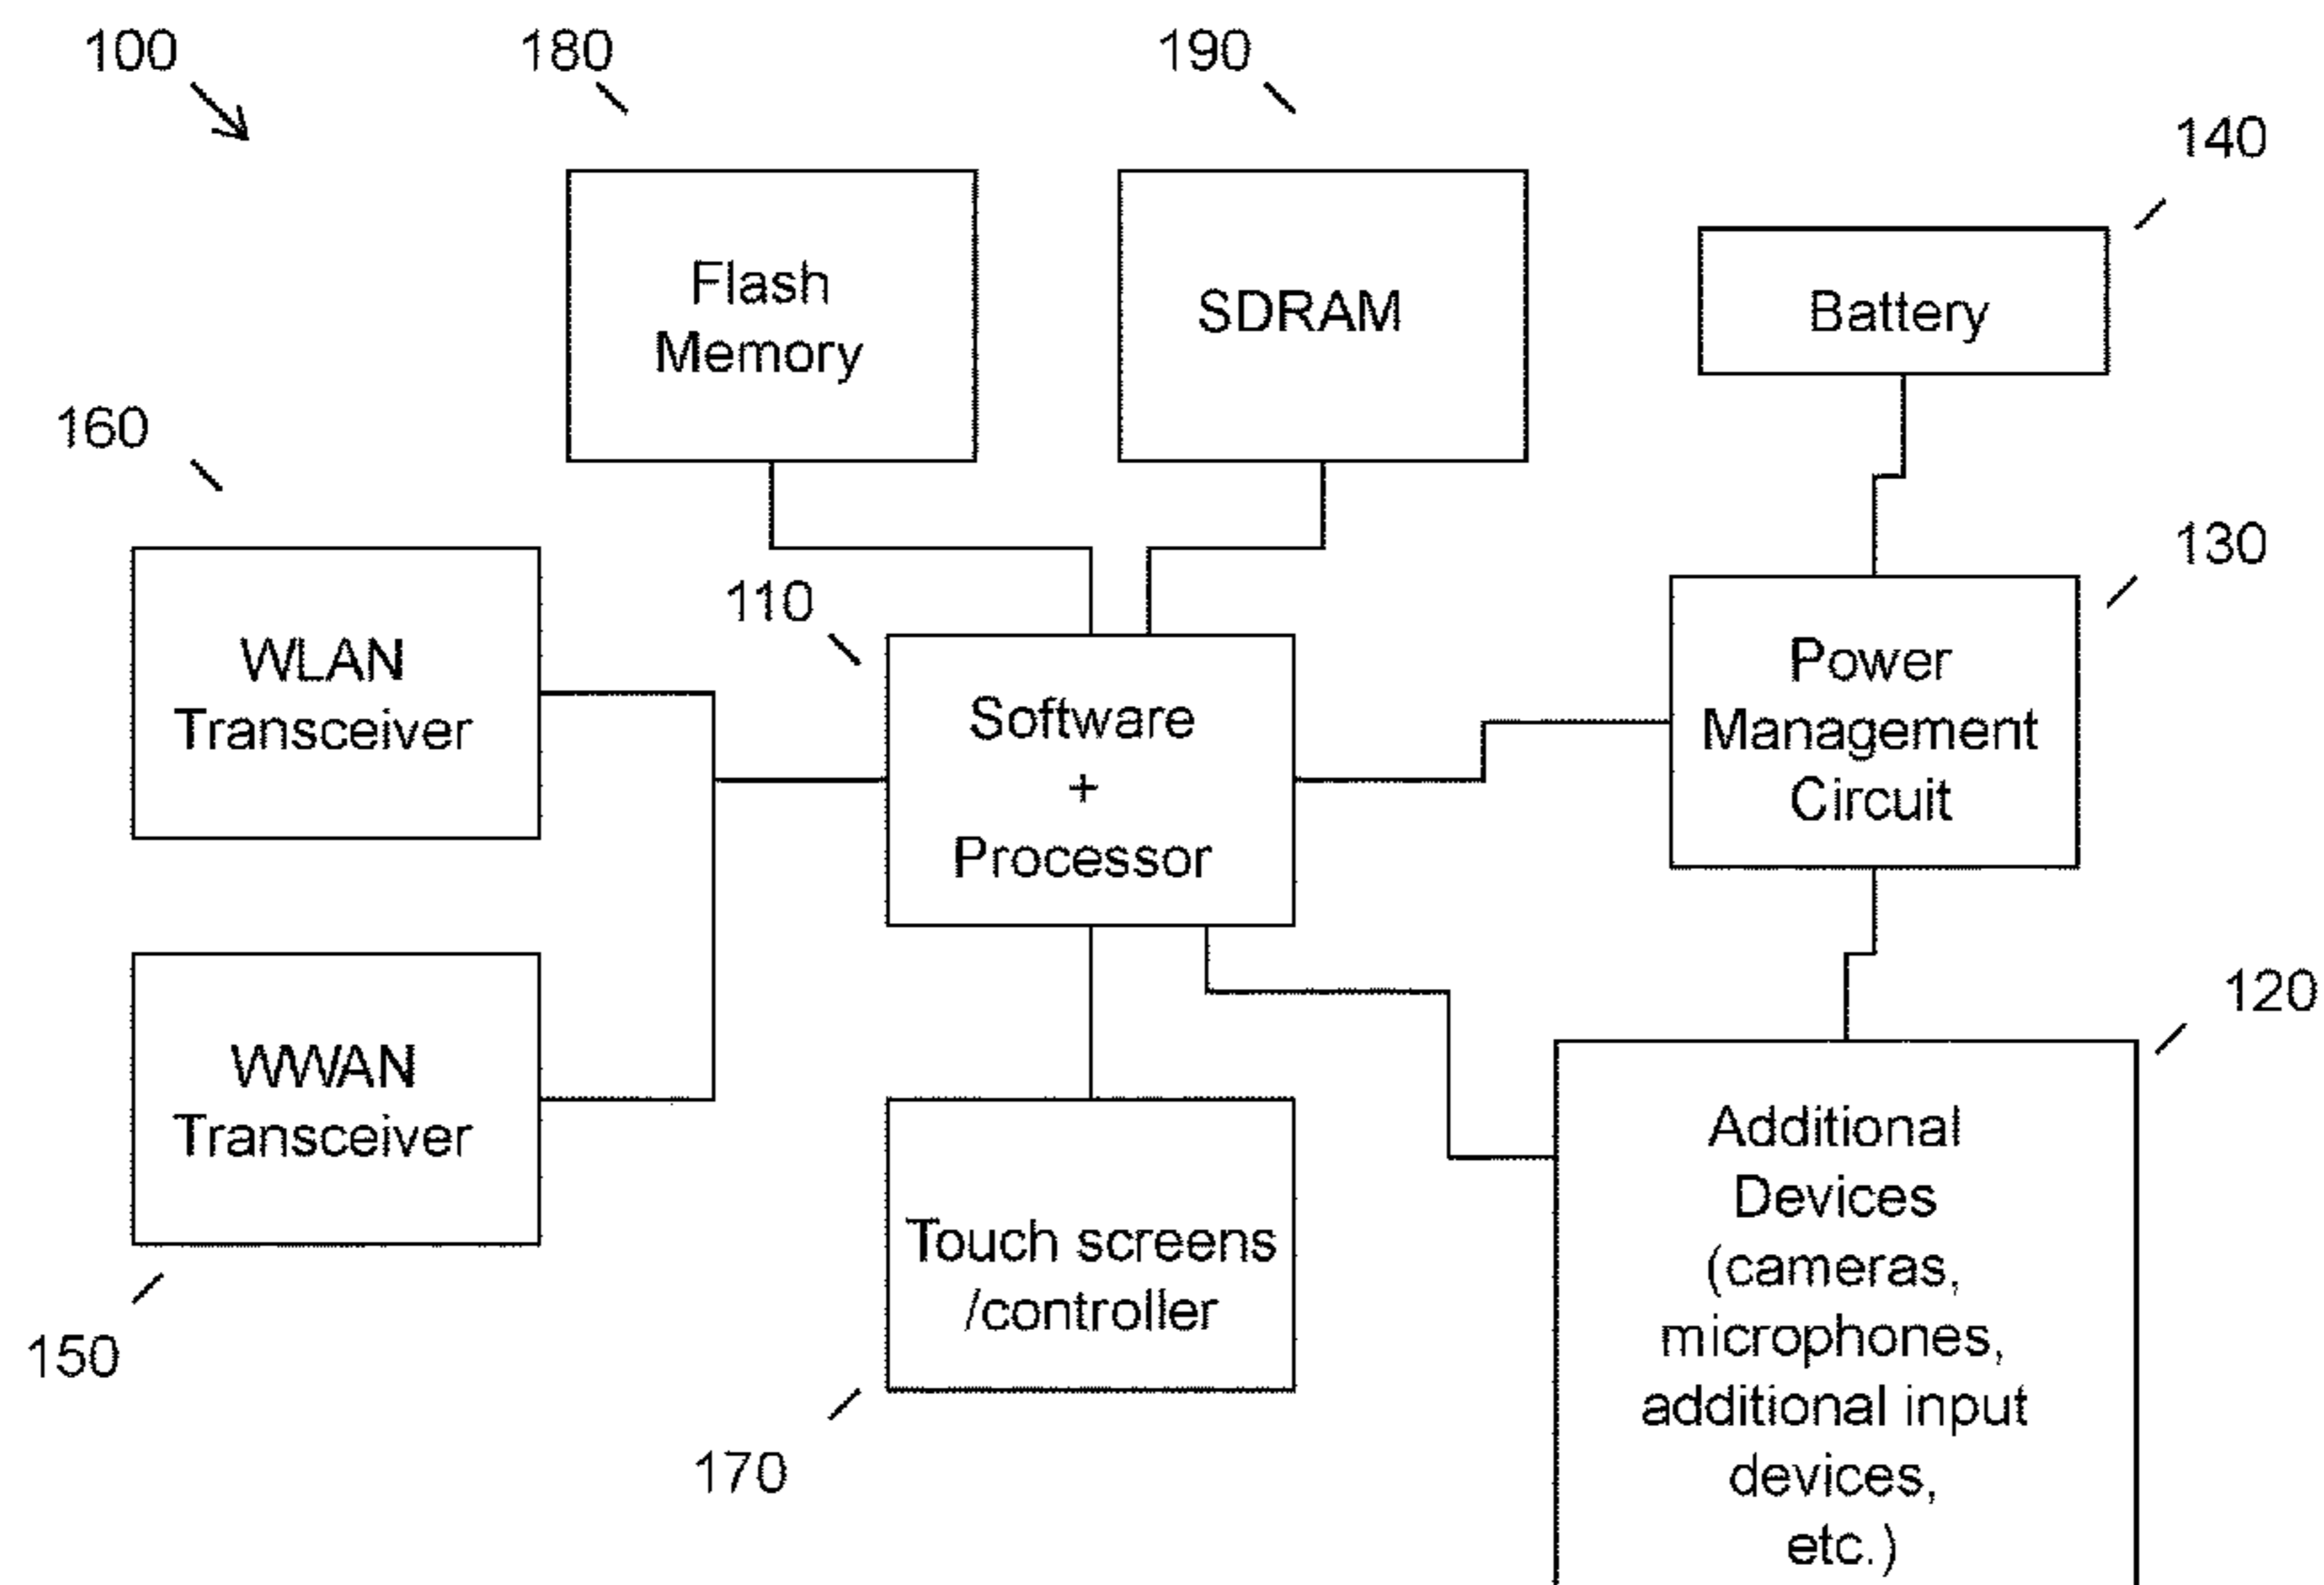 100
180
190
140
Flash
Memory
SDRAM
Battery
160
130
110
WLAN
Transceiver
Software
+
Processor
Power
Management
Circuit
120
WWAN
Transceiver
150
Touch screens
/controller
170
Additional
Devices
(cameras,
microphones,
additional input
devices,
etc.)